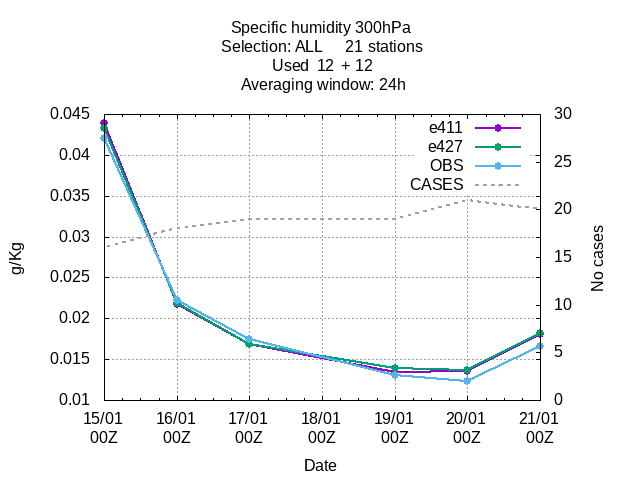 Specific humidity 300hPa
Selection: ALL 21 stations
Used 12 + 12
Averaging window: 24h
0.045
0.04
0.035
0.03
0.025
0.02
0.015
0.01
g/Kg
e411
e427
OBS
CASES
30
25
20
15
10
5
0
No cases
15/01 16/01 17/01 18/01 19/01 20/01 21/01
00Z 00Z 00Z 00Z 00Z 00Z 00Z
Date